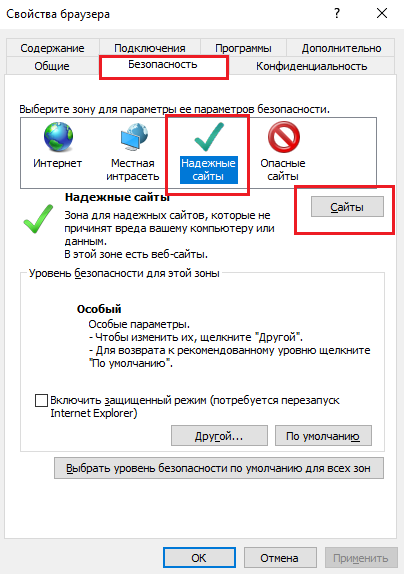 Свойства браузера
Содержание Подключения Программы Дополнительно
Общие Безопасность Конфиденциальность
Выберите зону для параметры ее параметров безопасности.
Интернет Местная интрасеть Надежные сайты Опасные сайты
Надежные сайты
Сайты
Зона для надежных сайтов, которые не
причинят вреда вашему компьютеру или
данным.
В этой зоне есть веб-сайты.
Уровень безопасности для этой зоны
Особый
Особые параметры.
- Чтобы изменить их, щелкните "Другой".
- Для возврата к рекомендованному уровню щелкните
"По умолчанию".
Включить защищенный режим (потребуется перезапуск
Internet Explorer)
Другой... По умолчанию
Выбрать уровень безопасности по умолчанию для всех зон
ОК Отмена Применить